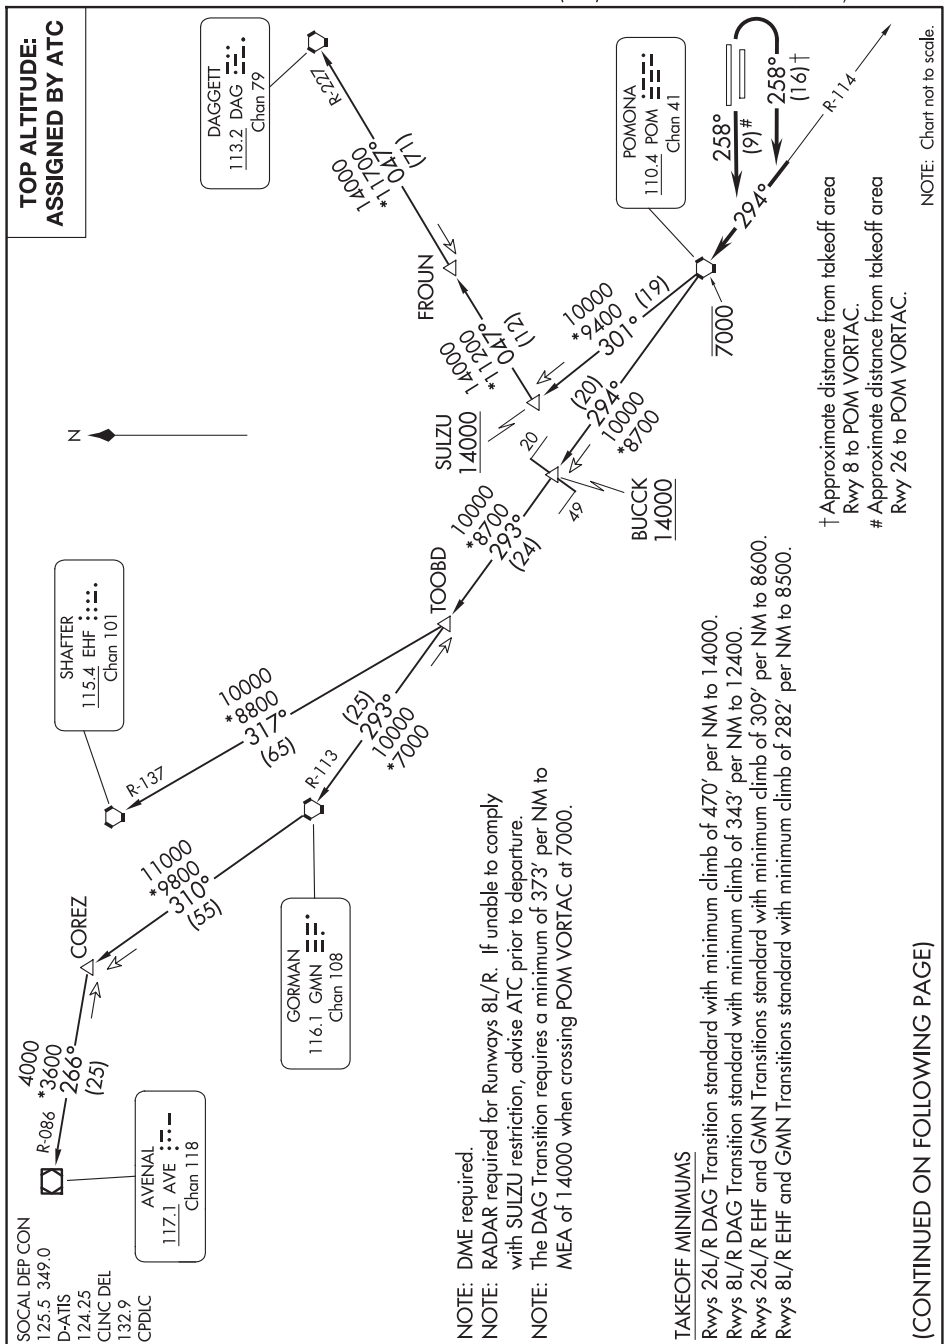 SOCAL DEP CON
125.5 349.0
D-ATIS
124.25
CLNC DEL
132.9
CPDLC
TOP ALTITUDE:
ASSIGNED BY ATC
AVENAL
117.1 AVE
Chan 118
R-086
4000
*3600
266°
(25)
COREZ
11000
*9800
310°
(55)
SHAFTER
115.4 EHF
Chan 101
R-137
10000
*8800
317°
(65)
GORMAN
116.1 GMN
Chan 108
R-113
(25)
293°
10000
*7000
TOOBD
10000
*8700
293°
(24)
N
DAGGETT
113.2 DAG
Chan 79
R-227
14000
*11700
047°
(71)
FROUN
14000
*11200
047°
(12)
SULZU
14000
20
49
BUCCK
14000
10000
*9400
301°
(19)
(20)
294°
10000
*8700
POMONA
110.4 POM
Chan 41
7000
294°
258°
(9)#
258°
(16)†
R-114
NOTE: DME required.
NOTE: RADAR required for Runways 8L/R. If unable to comply
with SULZU restriction, advise ATC prior to departure.
NOTE: The DAG Transition requires a minimum of 373' per NM to
MEA of 14000 when crossing POM VORTAC at 7000.
TAKEOFF MINIMUMS
Rwys 26L/R DAG Transition standard with minimum climb of 470' per NM to 14000.
Rwys 8L/R DAG Transition standard with minimum climb of 343' per NM to 12400.
Rwys 26L/R EHF and GMN Transitions standard with minimum climb of 309' per NM to 8600.
Rwys 8L/R EHF and GMN Transitions standard with minimum climb of 282' per NM to 8500.
† Approximate distance from takeoff area
Rwy 8 to POM VORTAC.
# Approximate distance from takeoff area
Rwy 26 to POM VORTAC.
NOTE: Chart not to scale.
(CONTINUED ON FOLLOWING PAGE)